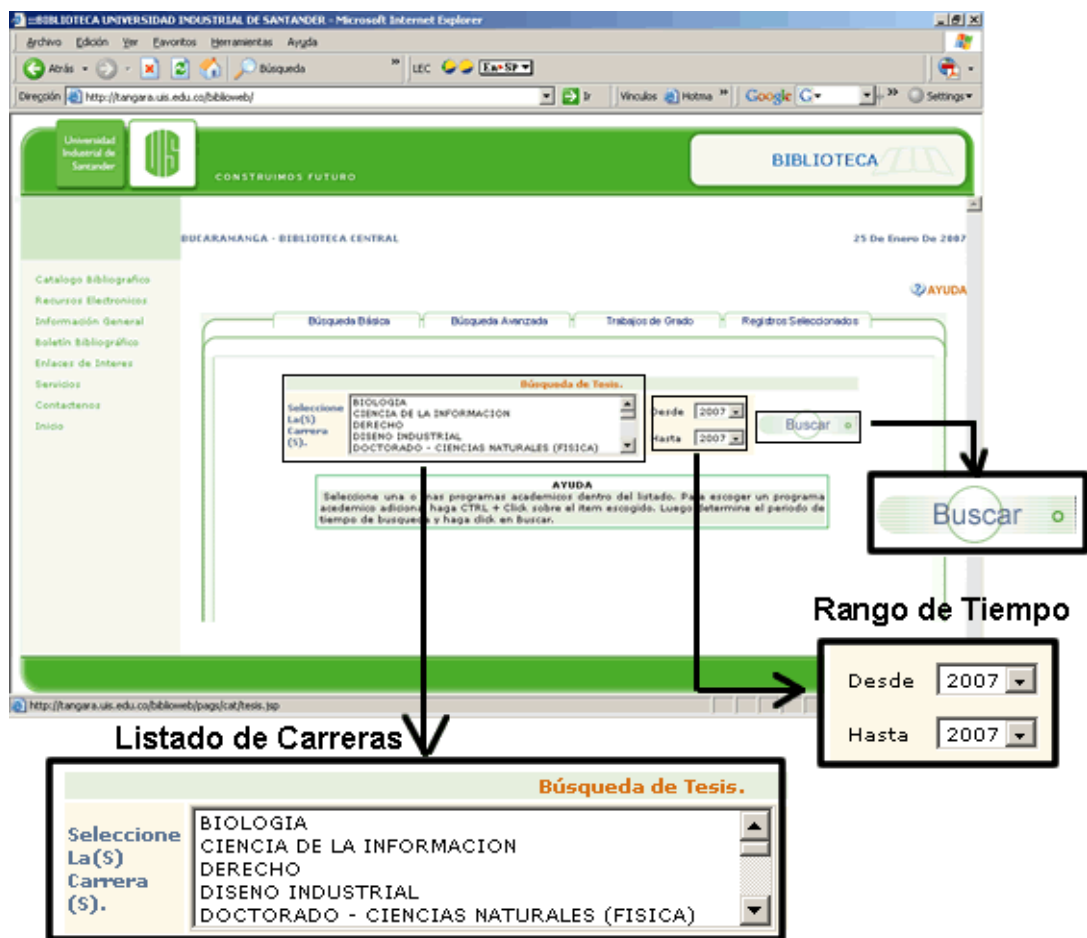 :::BIBLIOTECA UNIVERSIDAD INDUSTRIAL DE SANTANDER - Microsoft Internet Explorer
Archivo Edición Ver Favoritos Herramientas Ayuda
Atrás Búsqueda » LEC En•SP
Dirección http://tangara.uis.edu.co/biblioweb/ Ir Vínculos Hotma » Google G » Settings
Universidad
Industrial de
Santander
CONSTRUIMOS FUTURO
BIBLIOTECA
BUCARAMANGA - BIBLIOTECA CENTRAL 25 De Enero De 2007
AYUDA
Catalogo Bibliografico
Recursos Electronicos
Información General
Boletín Bibliográfico
Enlaces de Interes
Servicios
Contactenos
Inicio
Búsqueda Básica Búsqueda Avanzada Trabajos de Grado Registros Seleccionados
Búsqueda de Tesis.
Seleccione
La(S)
Carrera
(S).
BIOLOGIA
CIENCIA DE LA INFORMACION
DERECHO
DISENO INDUSTRIAL
DOCTORADO - CIENCIAS NATURALES (FISICA)
Desde 2007
Hasta 2007
Buscar
AYUDA
Seleccione una o mas programas academicos dentro del listado. Para escoger un programa
acedemico adicional haga CTRL + Click sobre el item escogido. Luego determine el periodo de
tiempo de busqueda y haga click en Buscar.
Buscar
Rango de Tiempo
Desde 2007
Hasta 2007
http://tangara.uis.edu.co/biblioweb/pags/cat/tesis.jsp
Listado de Carreras
Búsqueda de Tesis.
Seleccione
La(S)
Carrera
(S).
BIOLOGIA
CIENCIA DE LA INFORMACION
DERECHO
DISENO INDUSTRIAL
DOCTORADO - CIENCIAS NATURALES (FISICA)